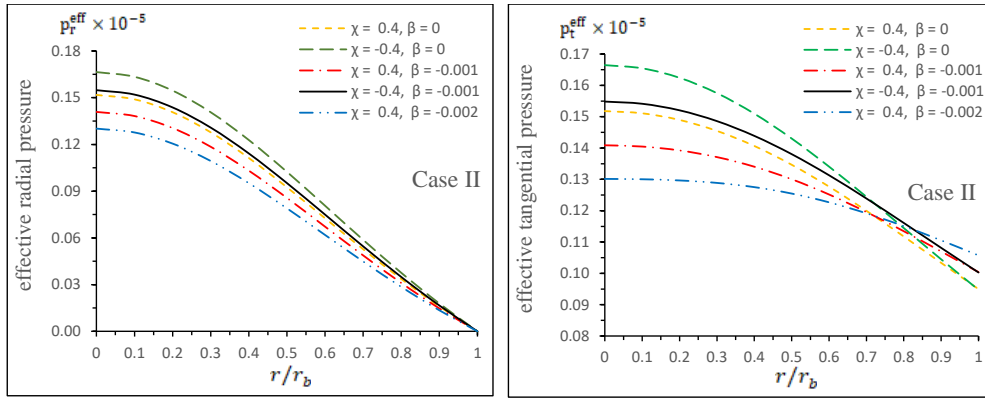 p_r^eff × 10^-5
χ = 0.4, β = 0
χ = -0.4, β = 0
χ = 0.4, β = -0.001
χ = -0.4, β = -0.001
χ = 0.4, β = -0.002
Case II
effective radial pressure
0.18
0.15
0.12
0.09
0.06
0.03
0.00
0 0.1 0.2 0.3 0.4 0.5 0.6 0.7 0.8 0.9 1
r/r_b
p_t^eff × 10^-5
χ = 0.4, β = 0
χ = -0.4, β = 0
χ = 0.4, β = -0.001
χ = -0.4, β = -0.001
χ = 0.4, β = -0.002
Case II
effective tangential pressure
0.17
0.16
0.15
0.14
0.13
0.12
0.11
0.10
0.09
0.08
0 0.1 0.2 0.3 0.4 0.5 0.6 0.7 0.8 0.9 1
r/r_b